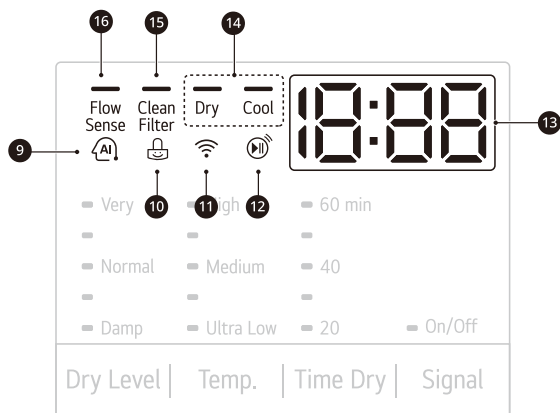 16 15 14
Flow Sense Clean Filter Dry Cool 18:88
9 AI 13
10 11 12
Very High 60 min
Normal Medium 40
Damp Ultra Low 20 On/Off
Dry Level Temp. Time Dry Signal